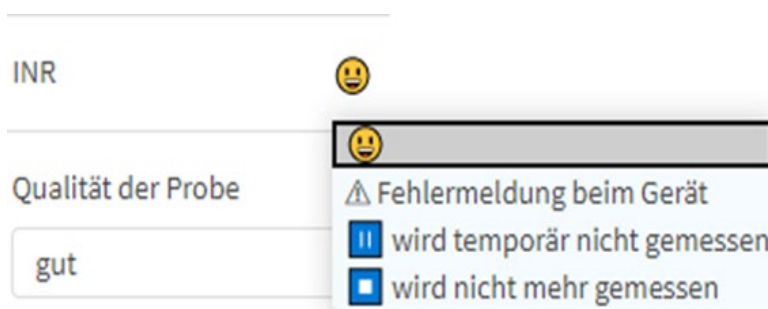 INR 😃
😃
Qualität der Probe
⚠ Fehlermeldung beim Gerät
⏸ wird temporär nicht gemessen
gut
⏹ wird nicht mehr gemessen